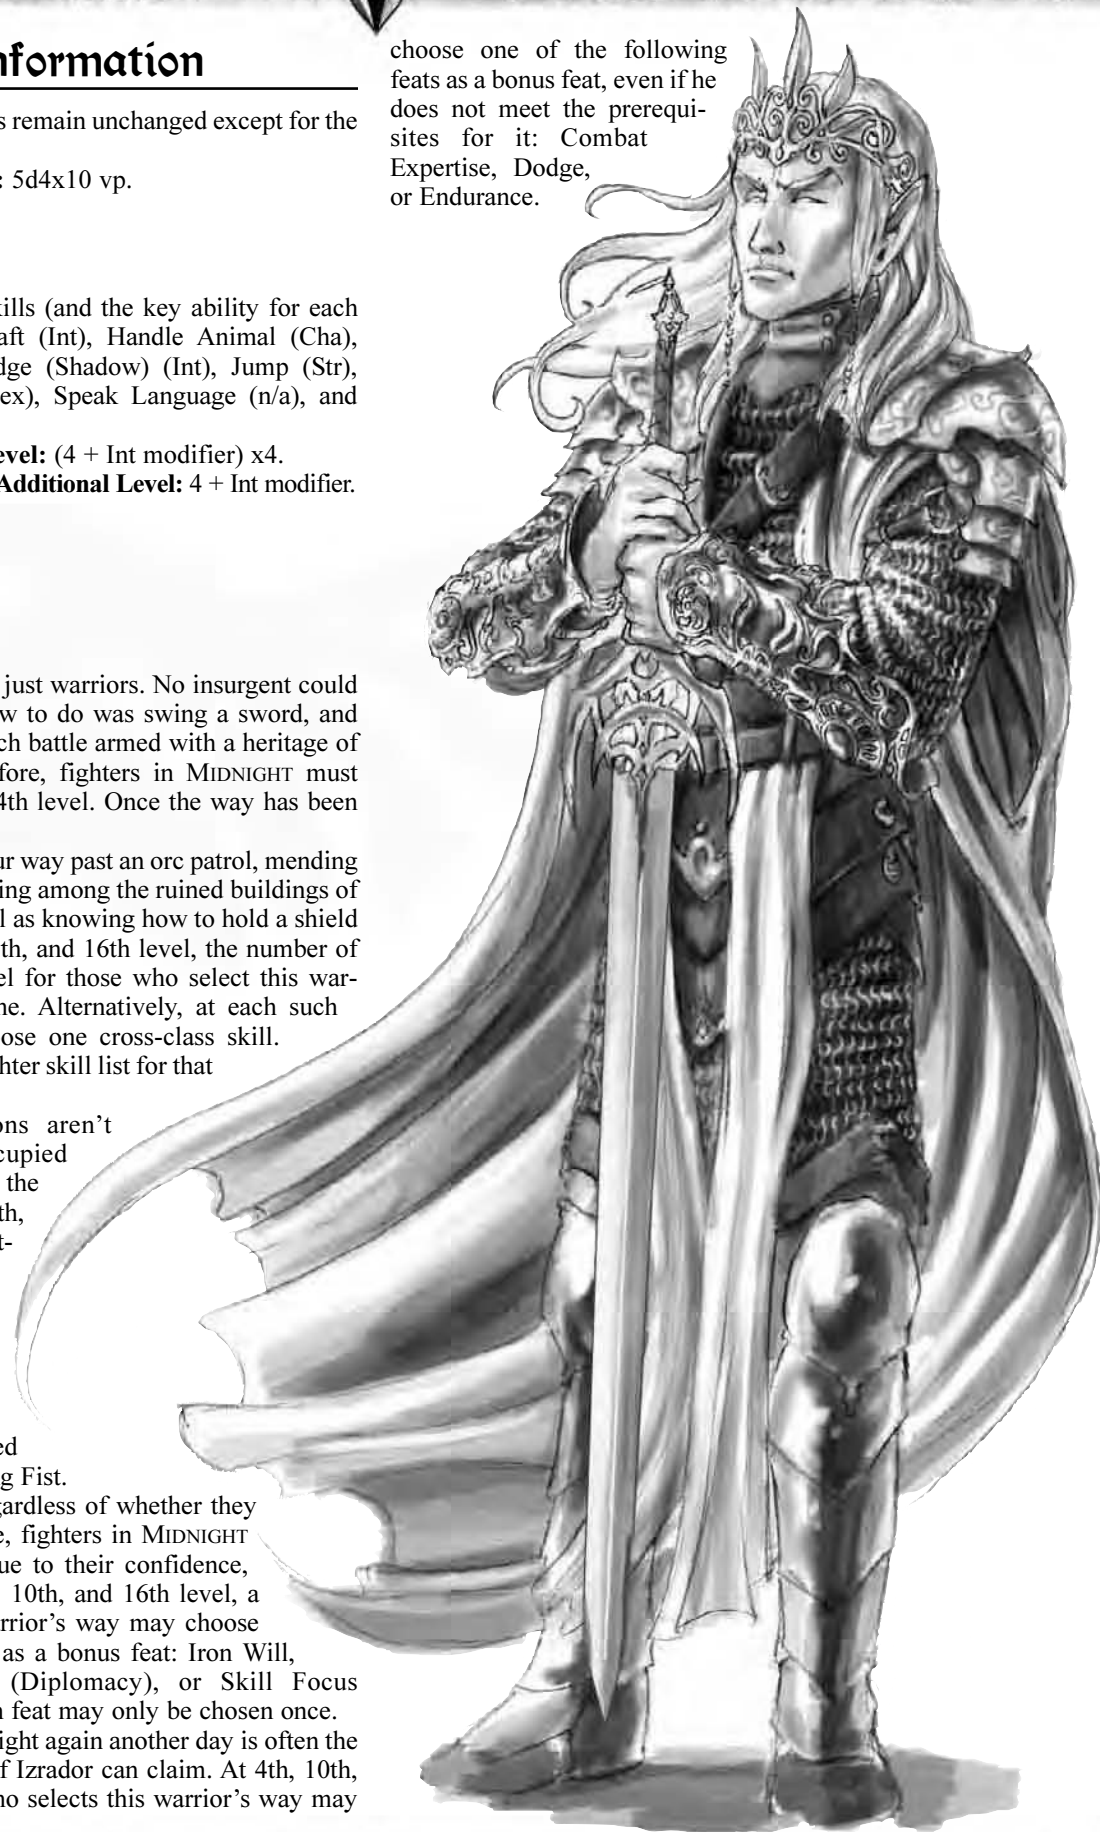 nformation
s remain unchanged except for the
: 5d4x10 vp.
kills (and the key ability for each
aft (Int), Handle Animal (Cha),
dge (Shadow) (Int), Jump (Str),
ex), Speak Language (n/a), and
evel: (4 + Int modifier) x4.
Additional Level: 4 + Int modifier.
just warriors. No insurgent could
w to do was swing a sword, and
ch battle armed with a heritage of
fore, fighters in MIDNIGHT must
4th level. Once the way has been
ur way past an orc patrol, mending
ing among the ruined buildings of
l as knowing how to hold a shield
th, and 16th level, the number of
el for those who select this war-
ne. Alternatively, at each such
ose one cross-class skill.
hter skill list for that
ons aren't
cupied
the
th,
t-
ed
g Fist.
gardless of whether they
e, fighters in MIDNIGHT
ue to their confidence,
10th, and 16th level, a
rrior's way may choose
as a bonus feat: Iron Will,
(Diplomacy), or Skill Focus
n feat may only be chosen once.
ight again another day is often the
f Izrador can claim. At 4th, 10th,
ho selects this warrior's way may
choose one of the following
feats as a bonus feat, even if he
does not meet the prerequi-
sites for it: Combat
Expertise, Dodge,
or Endurance.